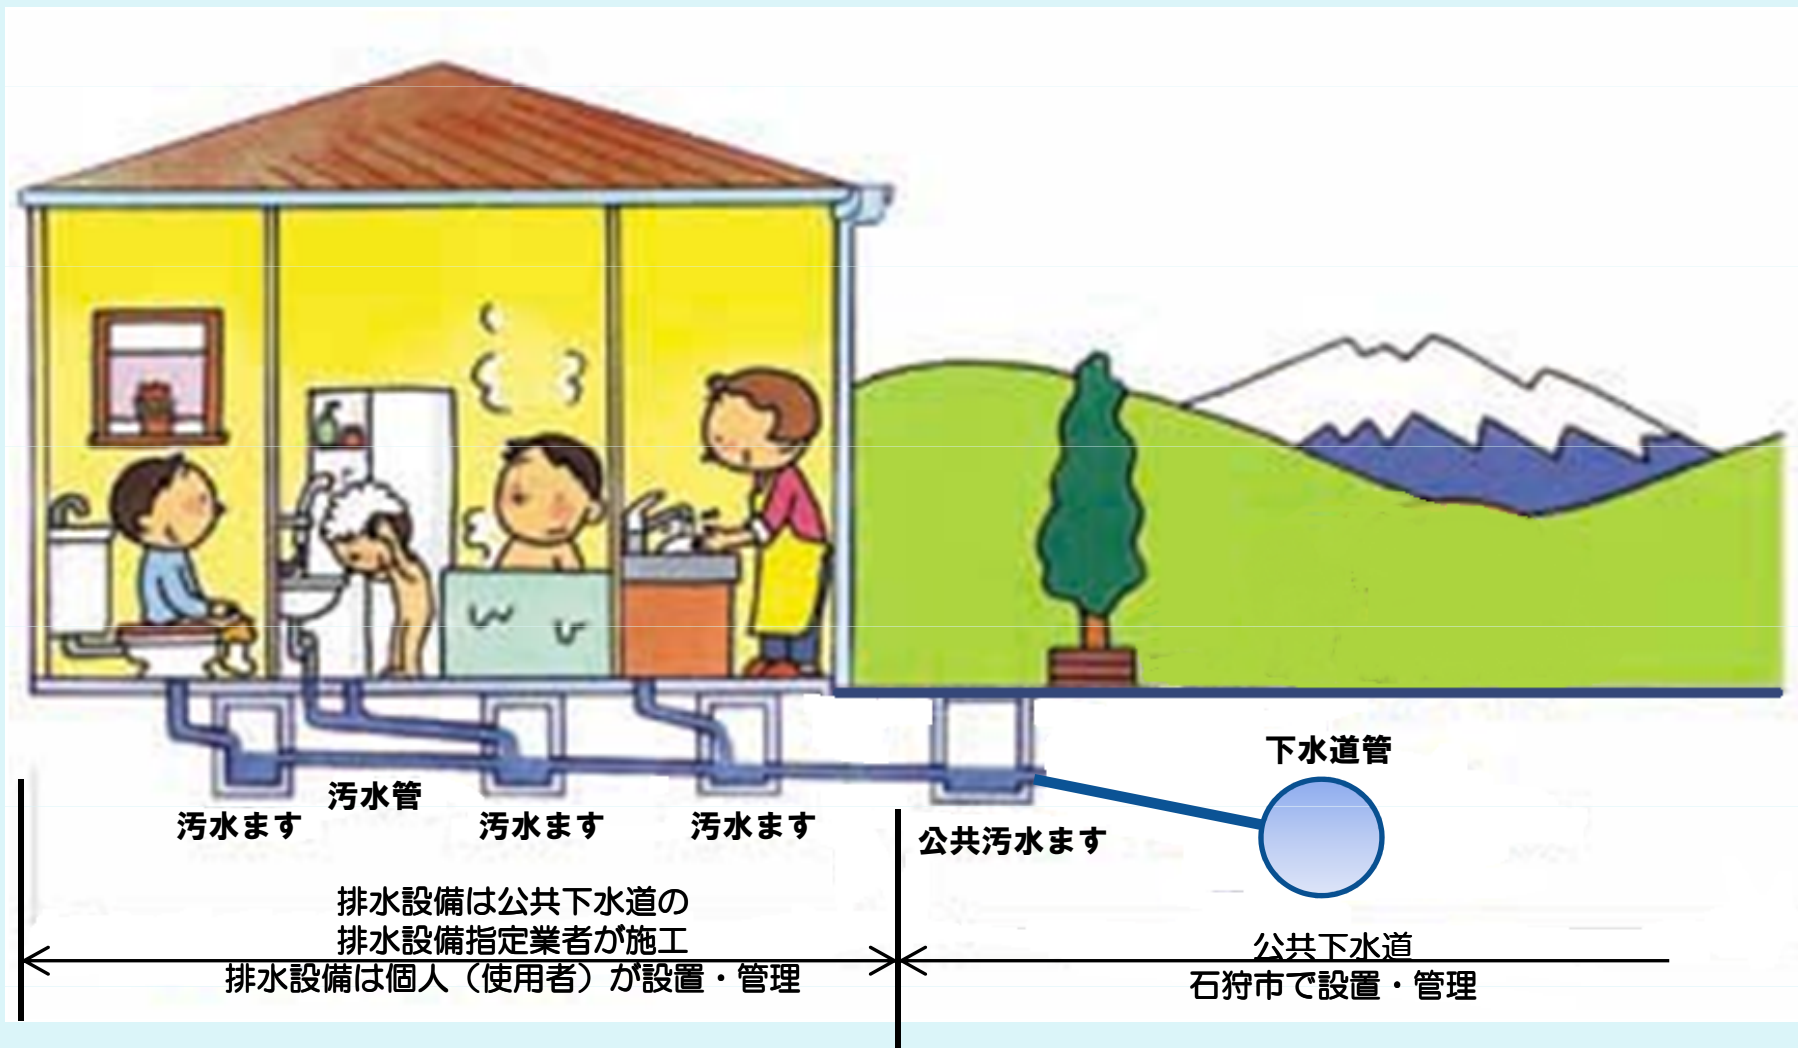 下水道管
汚水管
汚水ます
汚水ます
汚水ます
公共汚水ます
排水設備は公共下水道の
排水設備指定業者が施工
排水設備は個人（使用者）が設置・管理
公共下水道
石狩市で設置・管理